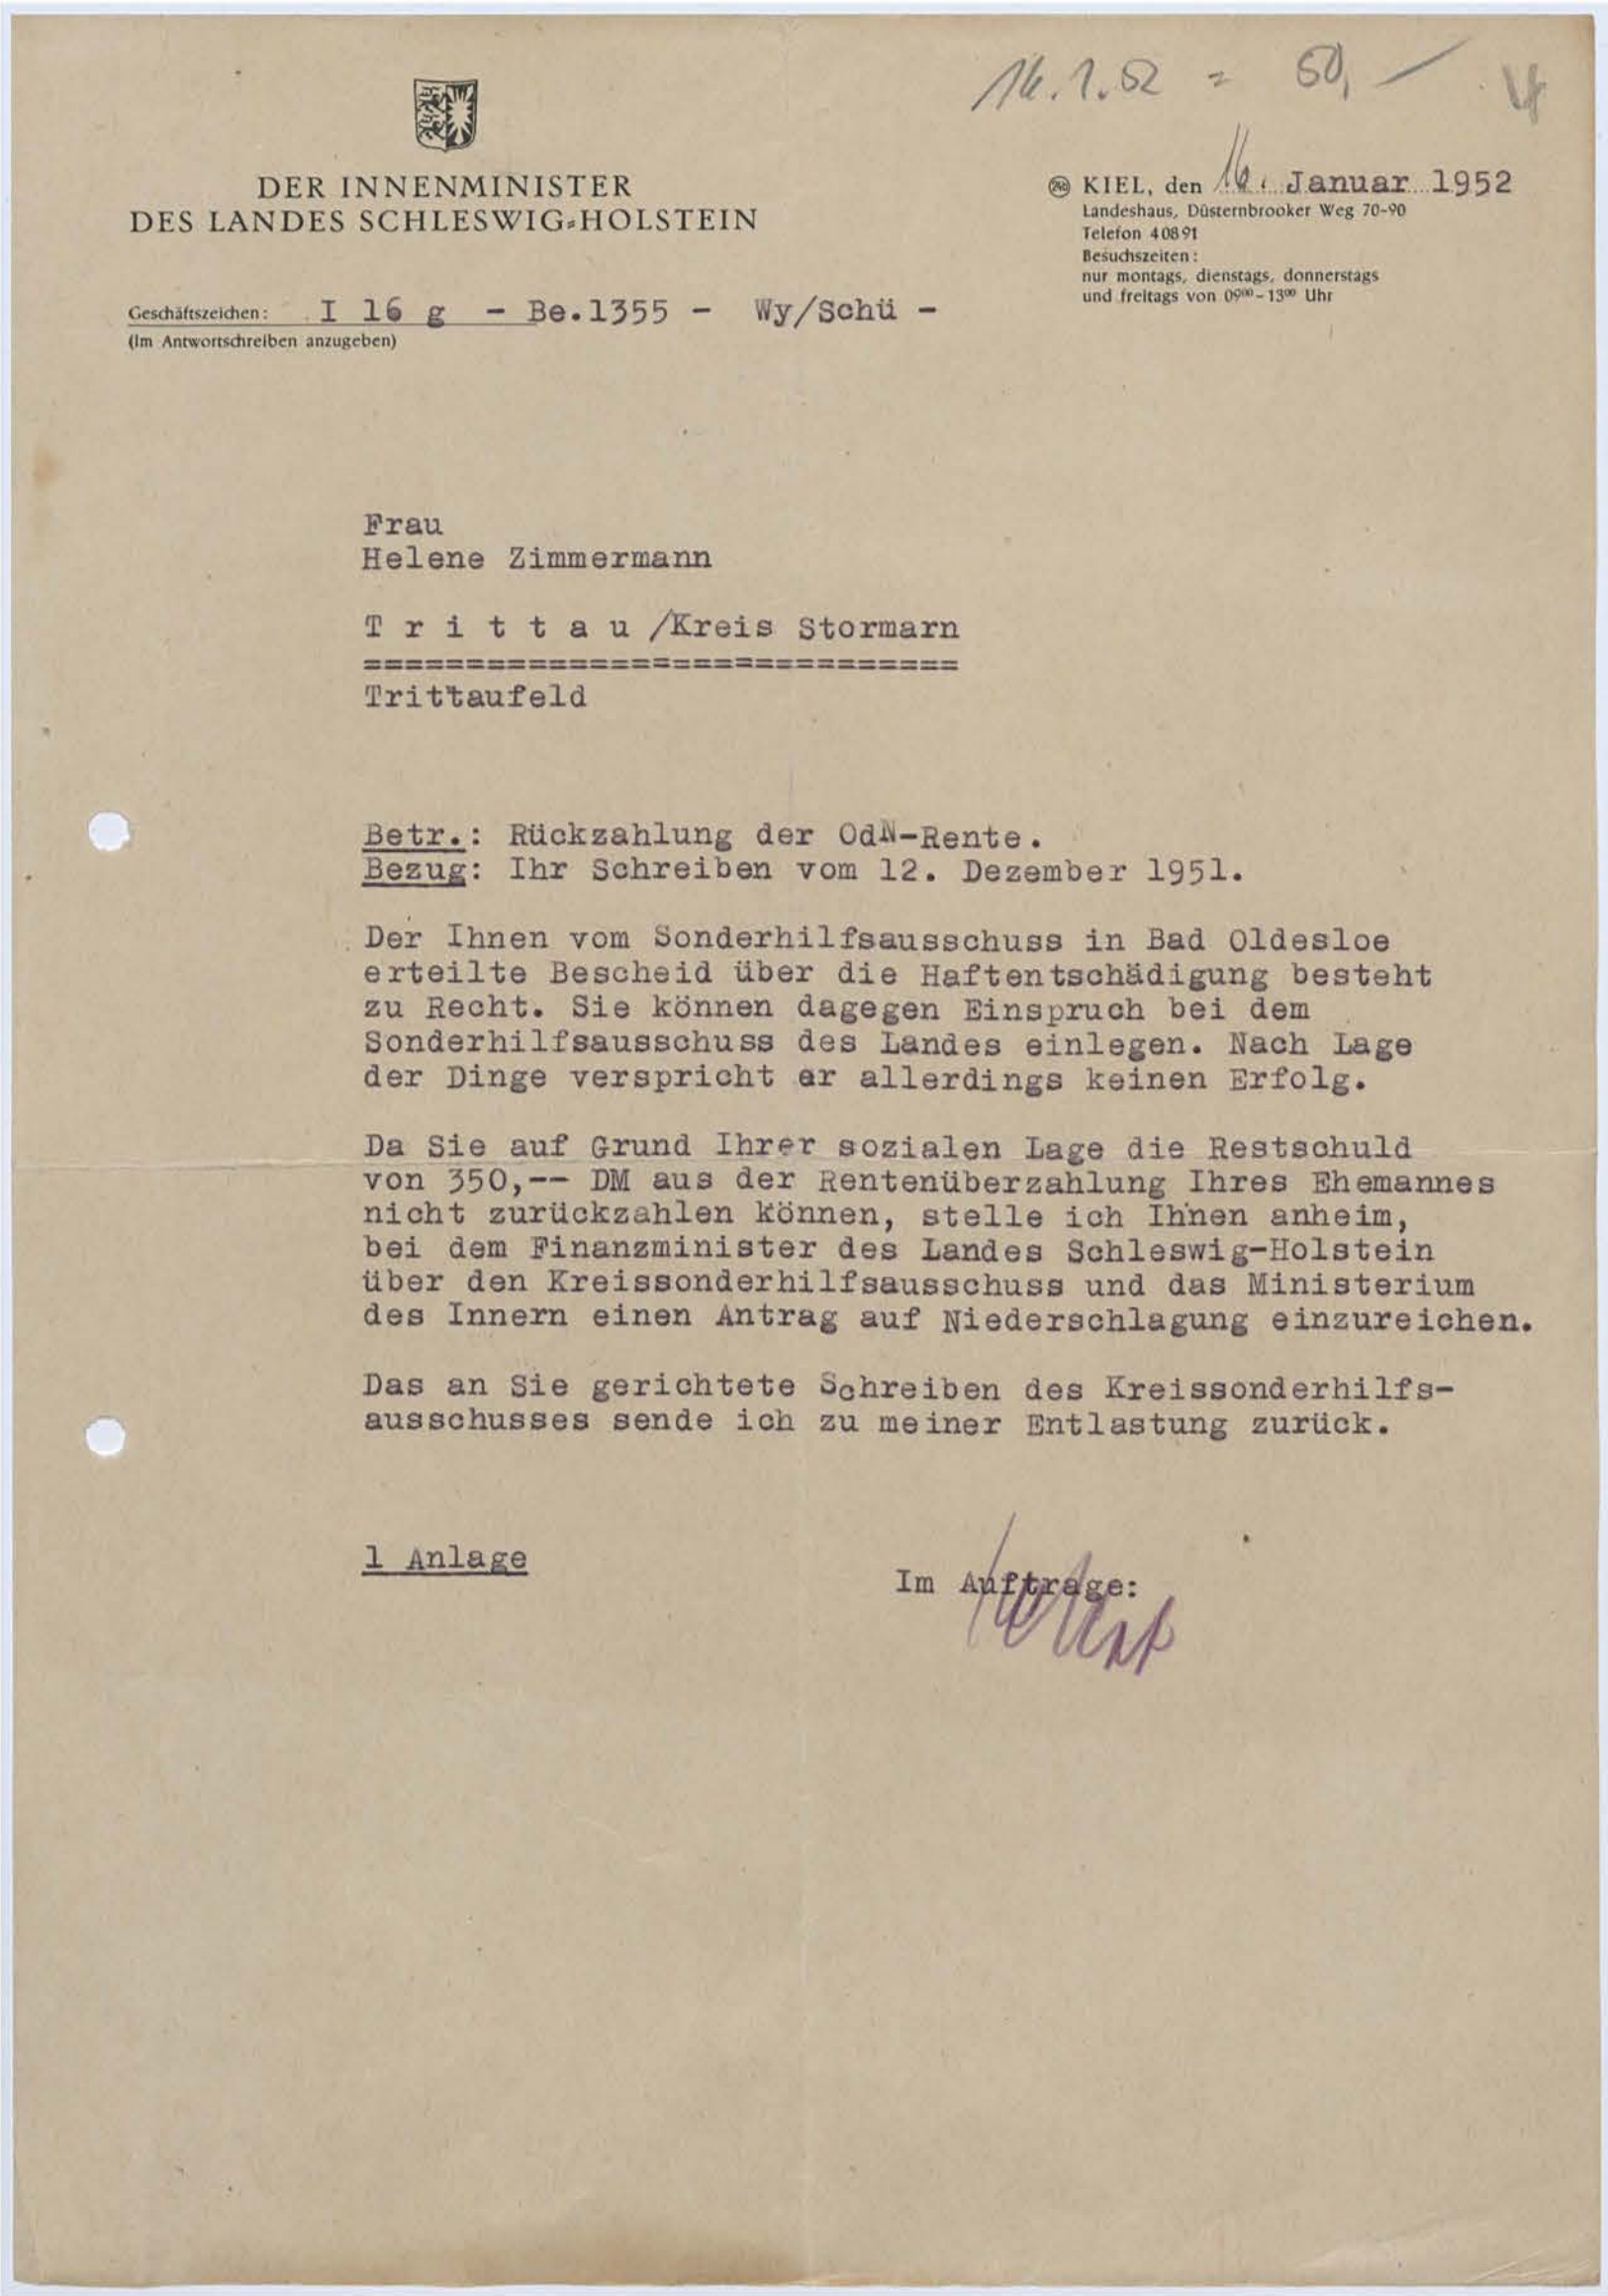 16.1.52 = 50,—
DER INNENMINISTER
DES LANDES SCHLESWIG-HOLSTEIN
KIEL, den 16. Januar 1952
Landeshaus, Düsternbrooker Weg 70-90
Telefon 40891
Besuchszeiten:
nur montags, dienstags, donnerstags
und freitags von 09⁰⁰-13⁰⁰ Uhr
Geschäftszeichen: I 16 g - Be.1355 - Wy/Schü -
(Im Antwortschreiben anzugeben)
Frau
Helene Zimmermann
T r i t t a u /Kreis Stormarn
=============================
Trittaufeld
Betr.: Rückzahlung der OdN-Rente.
Bezug: Ihr Schreiben vom 12. Dezember 1951.
Der Ihnen vom Sonderhilfsausschuss in Bad Oldesloe
erteilte Bescheid über die Haftentschädigung besteht
zu Recht. Sie können dagegen Einspruch bei dem
Sonderhilfsausschuss des Landes einlegen. Nach Lage
der Dinge verspricht er allerdings keinen Erfolg.
Da Sie auf Grund Ihrer sozialen Lage die Restschuld
von 350,-- DM aus der Rentenüberzahlung Ihres Ehemannes
nicht zurückzahlen können, stelle ich Ihnen anheim,
bei dem Finanzminister des Landes Schleswig-Holstein
über den Kreissonderhilfsausschuss und das Ministerium
des Innern einen Antrag auf Niederschlagung einzureichen.
Das an Sie gerichtete Schreiben des Kreissonderhilfs-
ausschusses sende ich zu meiner Entlastung zurück.
1 Anlage
Im Auftrage: